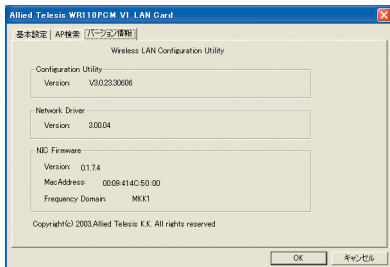 Allied Telesis WR110PCM V1 LAN Card
基本設定 AP検索 バージョン情報
Wireless LAN Configuration Utility
Configuration Utility
Version: V3.0.23.30606
Network Driver
Version: 3.00.04
NIC Firmware
Version: 0.1.7.4
MacAddress: 00:09:41:4C:50:00
Frequency Domain: MKK1
Copyright(c) 2003,Allied Telesis K.K. All rights reserved
OK キャンセル